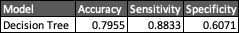 Model Accuracy Sensitivity Specificity
Decision Tree 0.7955 0.8833 0.6071